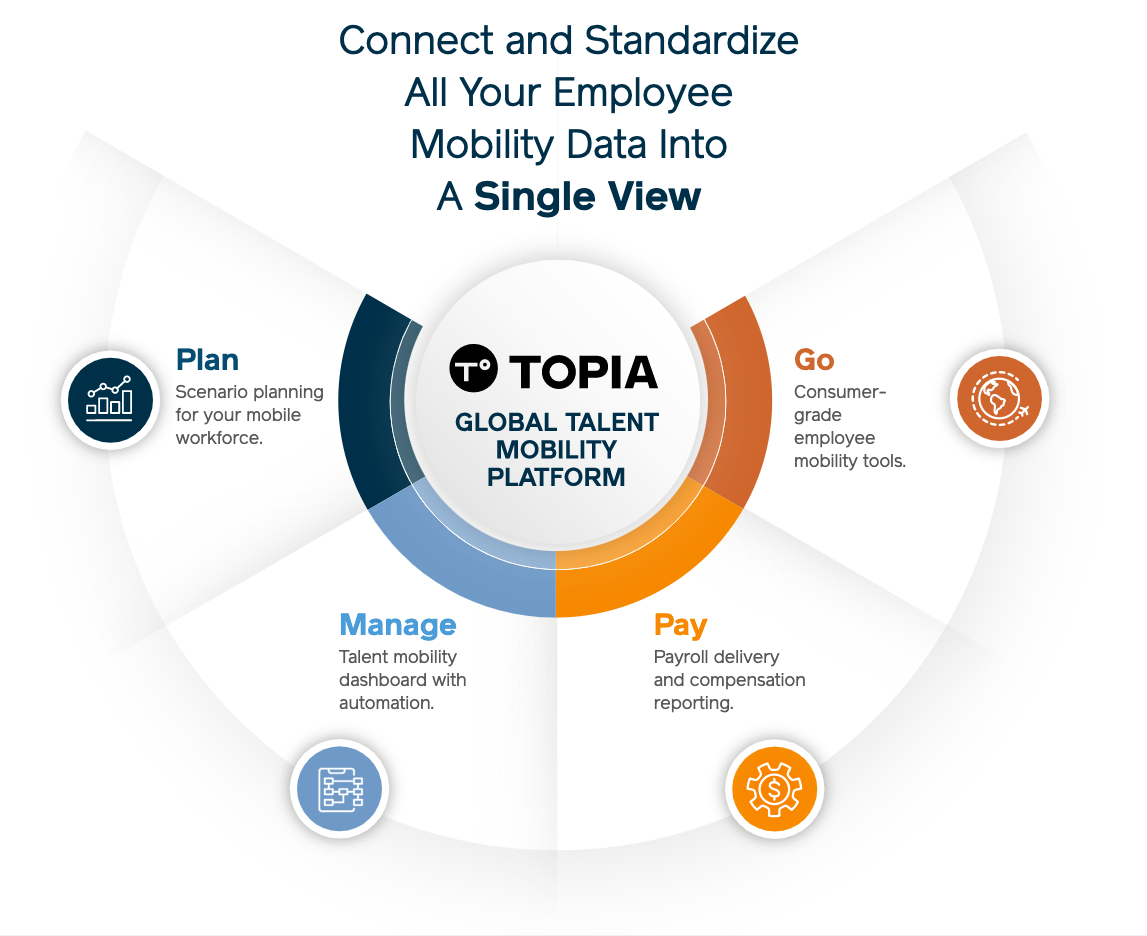 Connect and Standardize
All Your Employee
Mobility Data Into
A Single View
T°
TOPIA
GLOBAL TALENT
MOBILITY
PLATFORM
Plan
Scenario planning
for your mobile
workforce.
Go
Consumer-
grade
employee
mobility tools.
Manage
Talent mobility
dashboard with
automation.
Pay
Payroll delivery
and compensation
reporting.
$